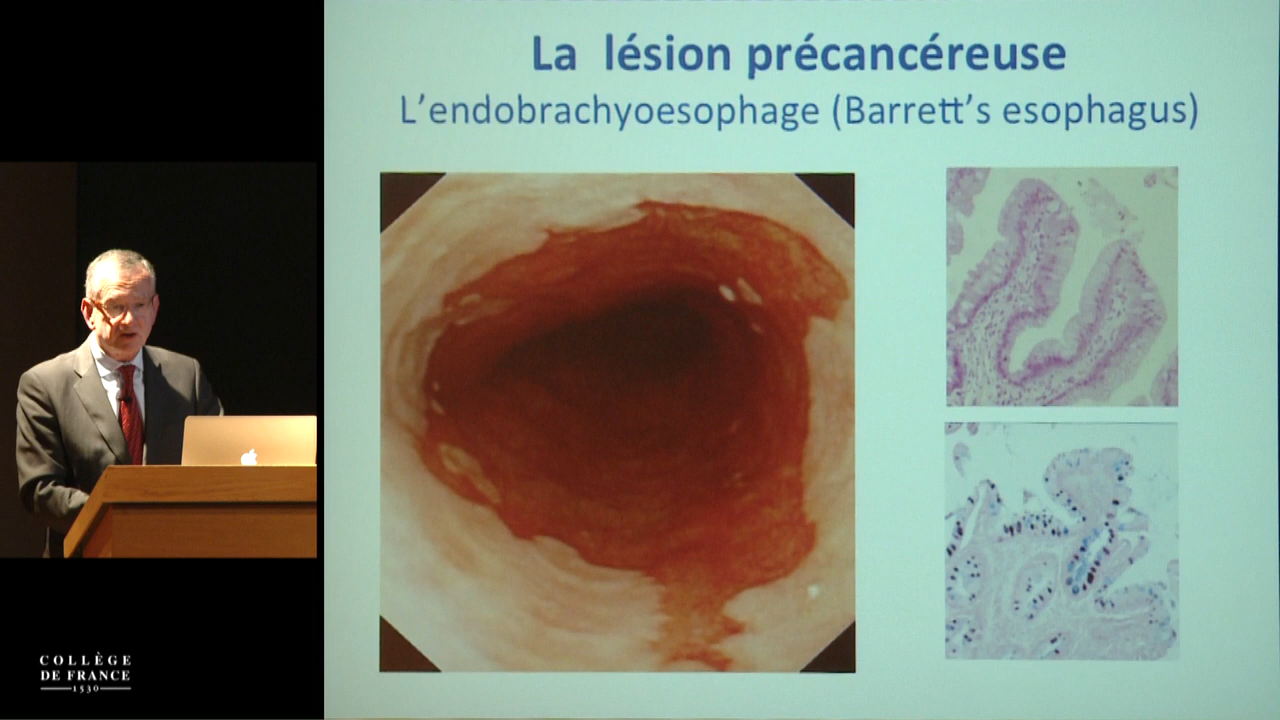 La lésion précancéreuse
L'endobrachyoesophage (Barrett's esophagus)
COLLÈGE
DE FRANCE
1530